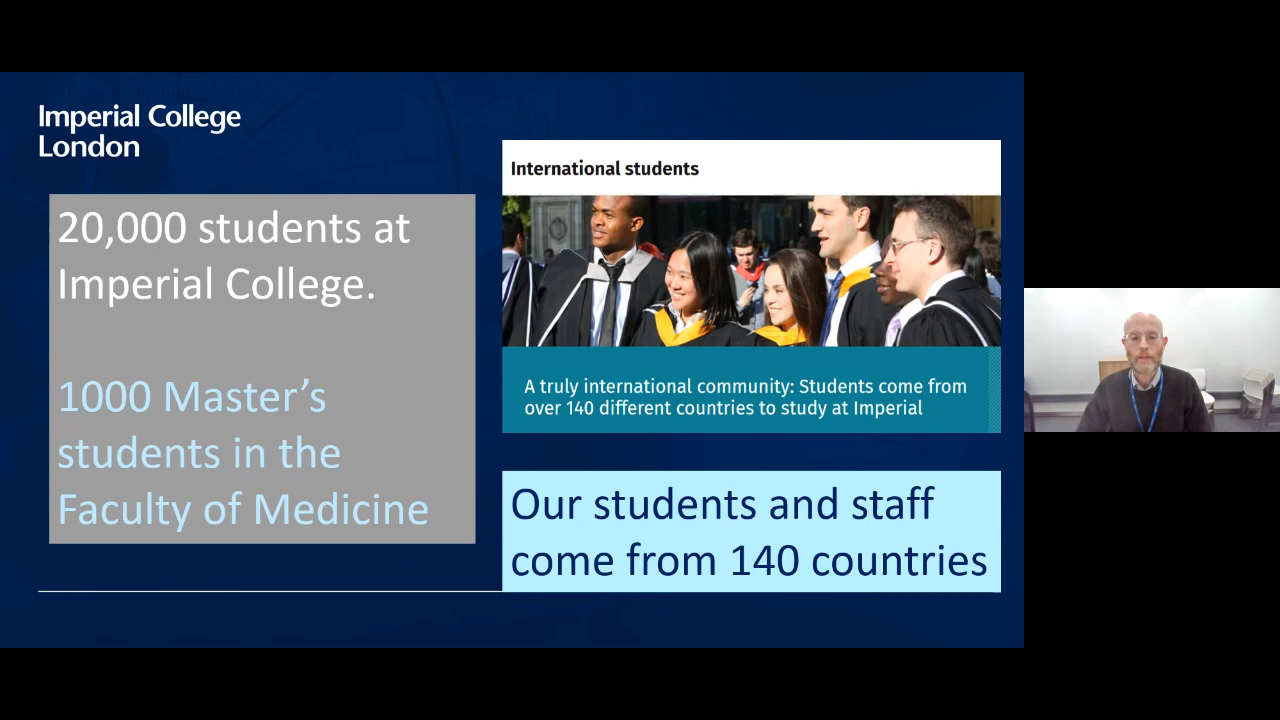 Imperial College
London
20,000 students at
Imperial College.
1000 Master’s
students in the
Faculty of Medicine
International students
A truly international community: Students come from
over 140 different countries to study at Imperial
Our students and staff
come from 140 countries